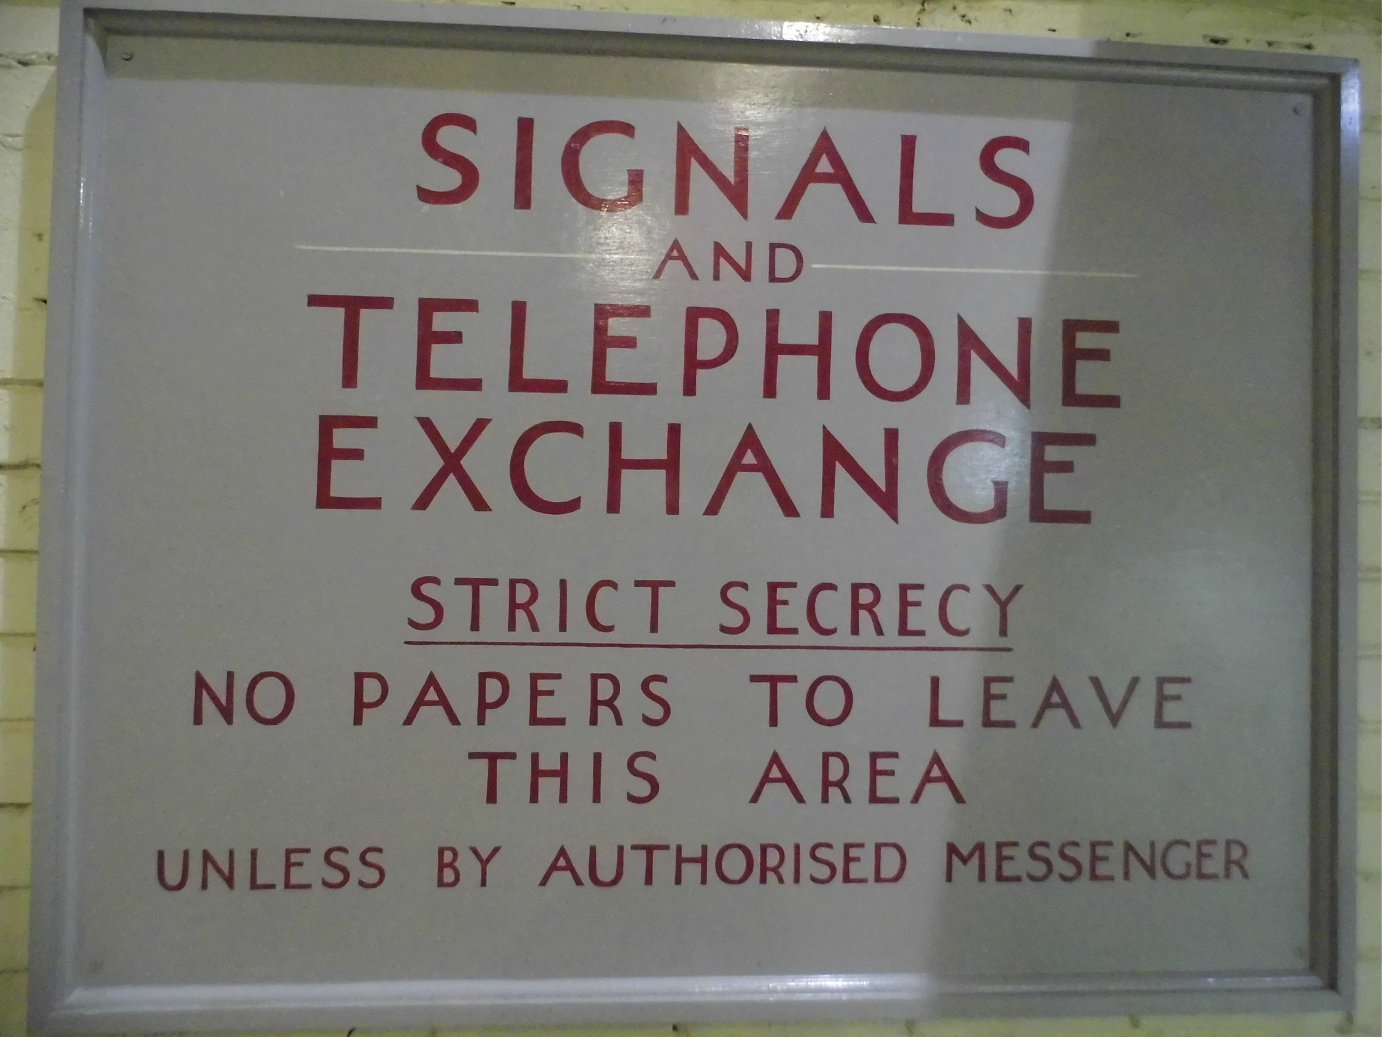 SIGNALS
AND
TELEPHONE
EXCHANGE
STRICT SECRECY
NO PAPERS TO LEAVE
THIS AREA
UNLESS BY AUTHORISED MESSENGER